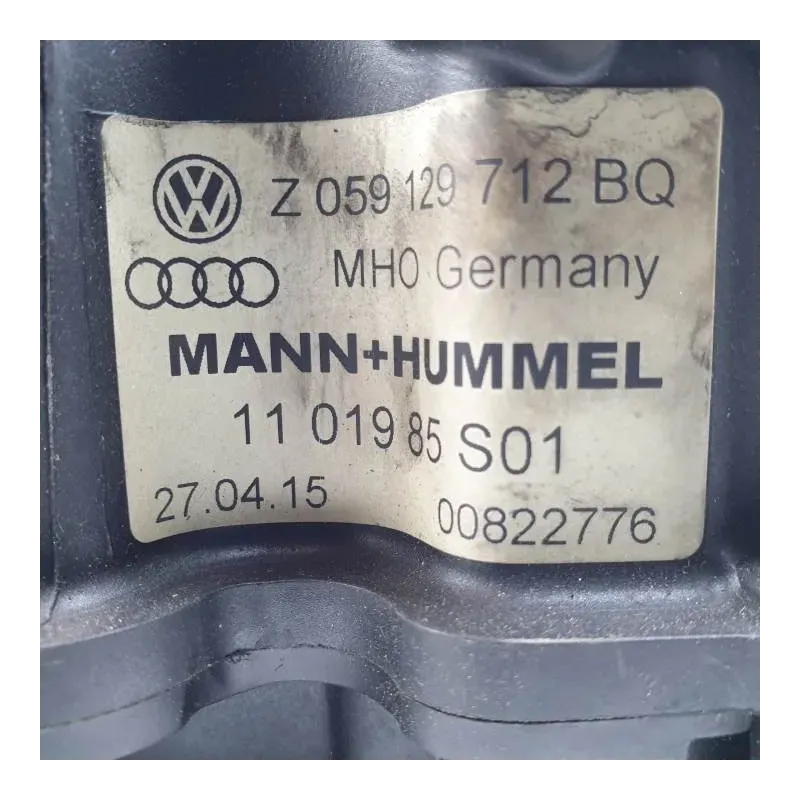 Z 059 129 712 BQ
MH0 Germany
MANN+HUMMEL
11 019 85 S01
27.04.15 00822776